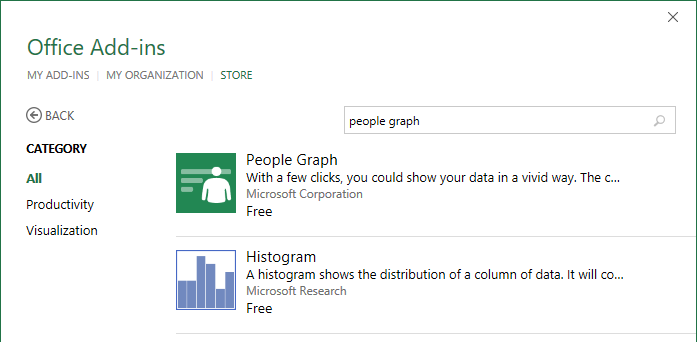 Office Add-ins
MY ADD-INS | MY ORGANIZATION | STORE
BACK
people graph
CATEGORY
All
Productivity
Visualization
People Graph
With a few clicks, you could show your data in a vivid way. The c...
Microsoft Corporation
Free
Histogram
A histogram shows the distribution of a column of data. It will co...
Microsoft Research
Free